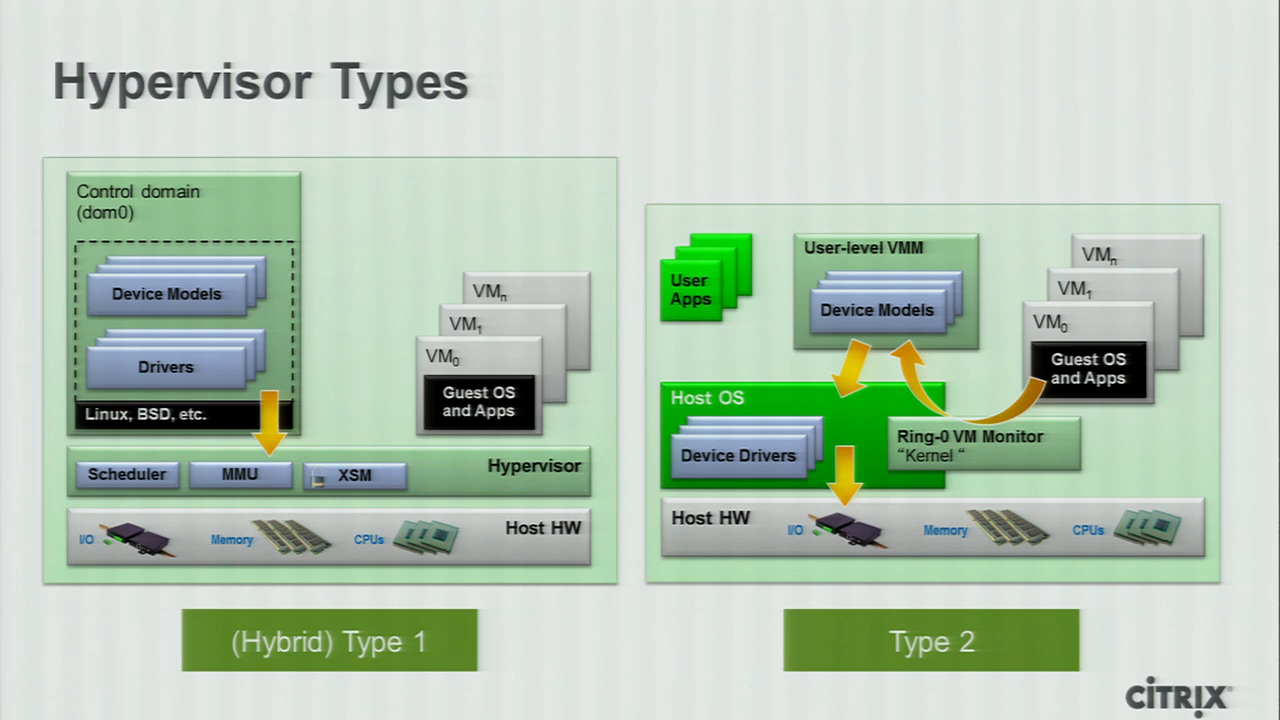 Hypervisor Types
Control domain
(dom0)
Device Models
Drivers
Linux, BSD, etc.
VMn
VM1
VM0
Guest OS
and Apps
Scheduler
MMU
XSM
Hypervisor
I/O
Memory
CPUs
Host HW
(Hybrid) Type 1
User
Apps
User-level VMM
Device Models
VMn
VM1
VM0
Guest OS
and Apps
Host OS
Device Drivers
Ring-0 VM Monitor
“Kernel “
Host HW
I/O
Memory
CPUs
Type 2
CİTRIX